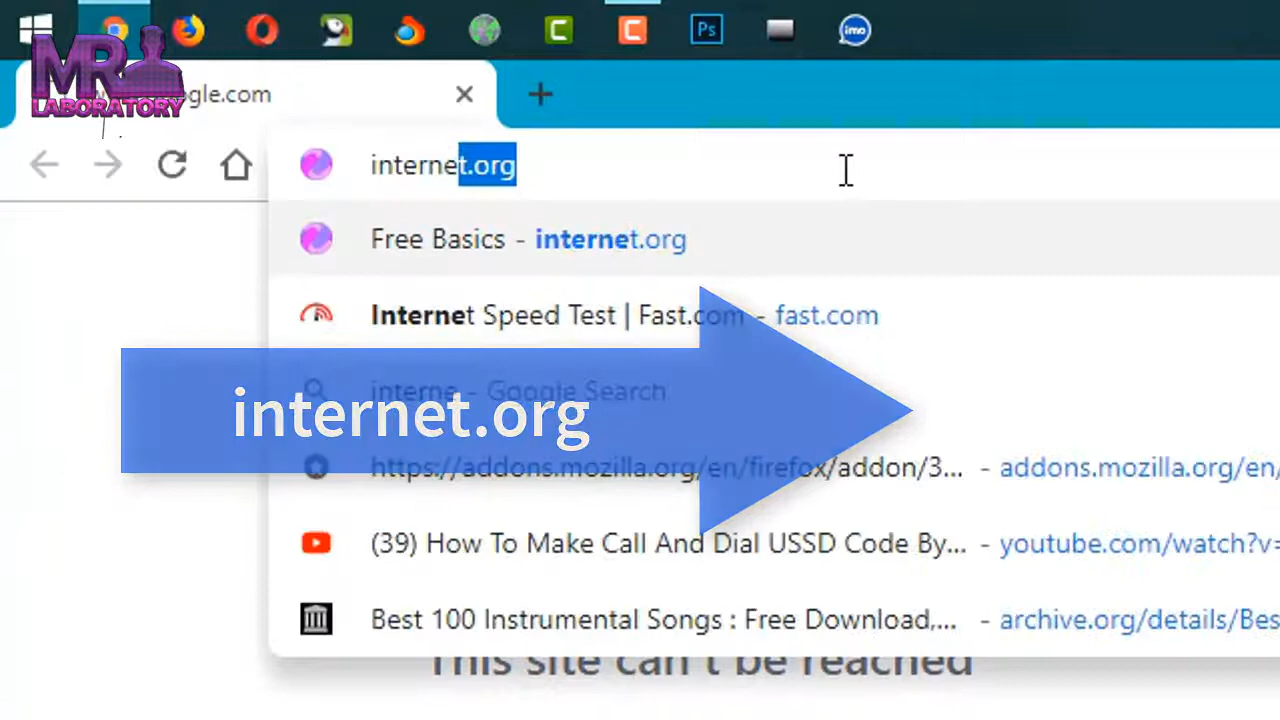 Ps
imo
MR
LABORATORY
gle.com
internet.org
Free Basics - internet.org
Internet Speed Test | Fast.com - fast.com
interne - Google Search
internet.org
https://addons.mozilla.org/en/firefox/addon/3... - addons.mozilla.org/en/
(39) How To Make Call And Dial USSD Code By... - youtube.com/watch?v=
Best 100 Instrumental Songs : Free Download,... - archive.org/details/Bes
This site can't be reached